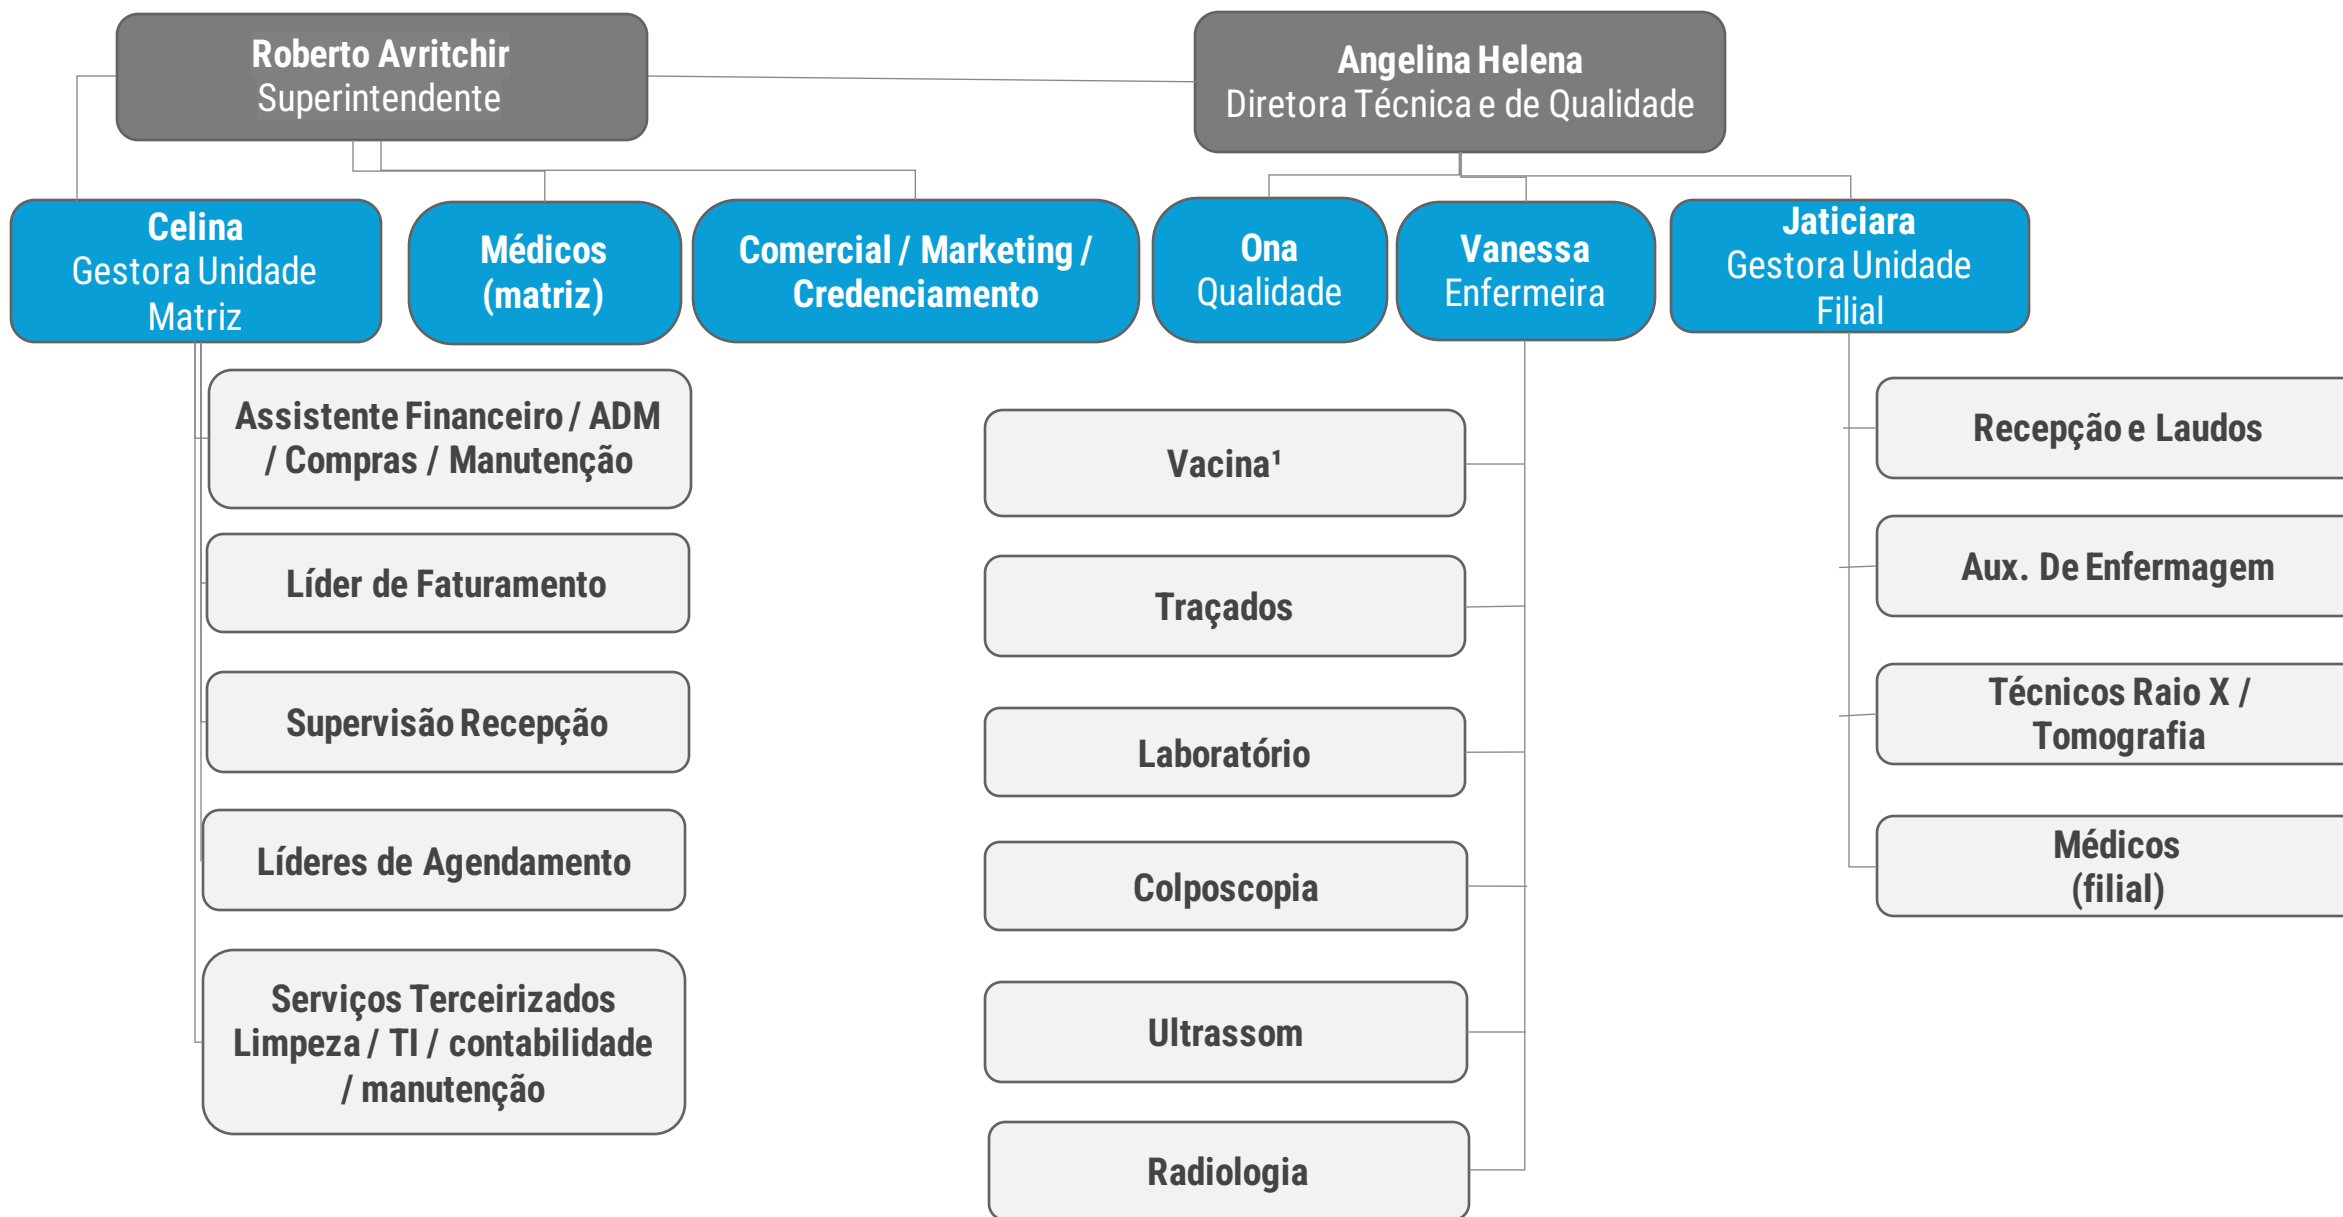 Roberto Avritchir
Superintendente
Angelina Helena
Diretora Técnica e de Qualidade
Celina
Gestora Unidade
Matriz
Médicos
(matriz)
Comercial / Marketing /
Credenciamento
Ona
Qualidade
Vanessa
Enfermeira
Jaticiara
Gestora Unidade
Filial
Assistente Financeiro / ADM
/ Compras / Manutenção
Líder de Faturamento
Supervisão Recepção
Líderes de Agendamento
Serviços Terceirizados
Limpeza / TI / contabilidade
/ manutenção
Vacina¹
Traçados
Laboratório
Colposcopia
Ultrassom
Radiologia
Recepção e Laudos
Aux. De Enfermagem
Técnicos Raio X /
Tomografia
Médicos
(filial)